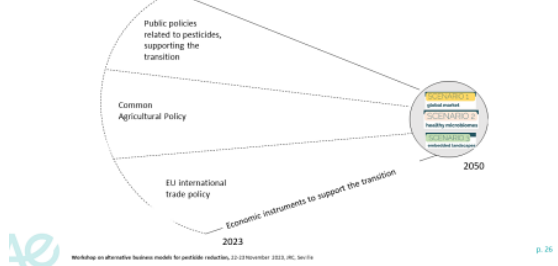 Public policies
related to pesticides,
supporting the
transition
Common
Agricultural Policy
EU international
trade policy
Economic instruments to support the transition
2023
SCENARIO 1
global market
SCENARIO 2
healthy microbiomes
SCENARIO 3
embedded landscapes
2050
Workshop on alternative business models for pesticide reduction, 22-23 November 2023, JRC, Seville
p. 26